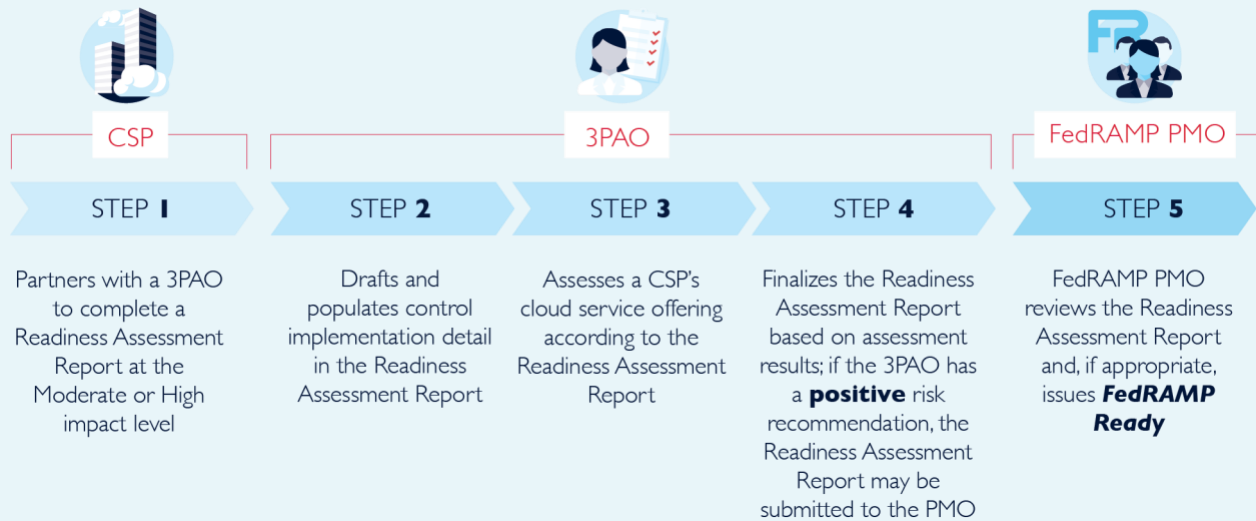 FR
CSP
3PAO
FedRAMP PMO
STEP 1
STEP 2
STEP 3
STEP 4
STEP 5
Partners with a 3PAO
to complete a
Readiness Assessment
Report at the
Moderate or High
impact level
Drafts and
populates control
implementation detail
in the Readiness
Assessment Report
Assesses a CSP's
cloud service offering
according to the
Readiness Assessment
Report
Finalizes the Readiness
Assessment Report
based on assessment
results; if the 3PAO has
a positive risk
recommendation, the
Readiness Assessment
Report may be
submitted to the PMO
FedRAMP PMO
reviews the Readiness
Assessment Report
and, if appropriate,
issues FedRAMP
Ready